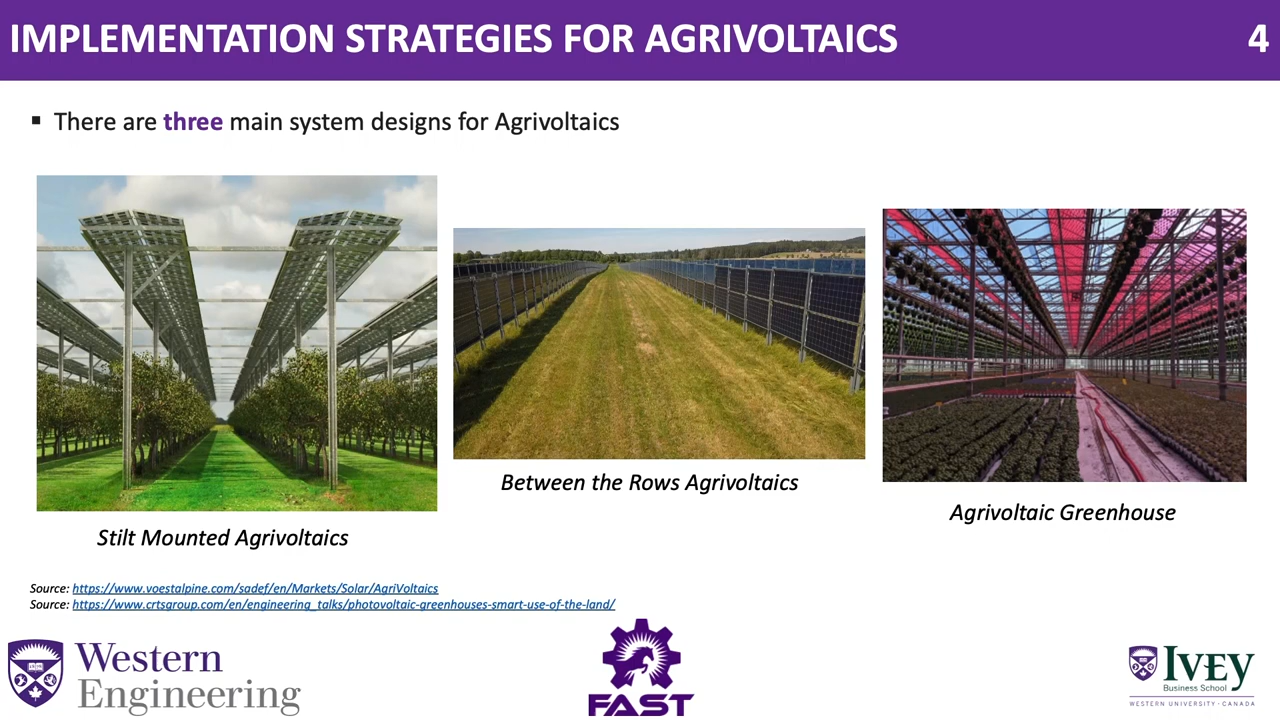 IMPLEMENTATION STRATEGIES FOR AGRIVOLTAICS
4
▪ There are three main system designs for Agrivoltaics
Stilt Mounted Agrivoltaics
Between the Rows Agrivoltaics
Agrivoltaic Greenhouse
Source: https://www.voestalpine.com/sadef/en/Markets/Solar/AgriVoltaics
Source: https://www.crtsgroup.com/en/engineering_talks/photovoltaic-greenhouses-smart-use-of-the-land/
Western
Engineering
FAST
IVEY
Business School
WESTERN UNIVERSITY · CANADA